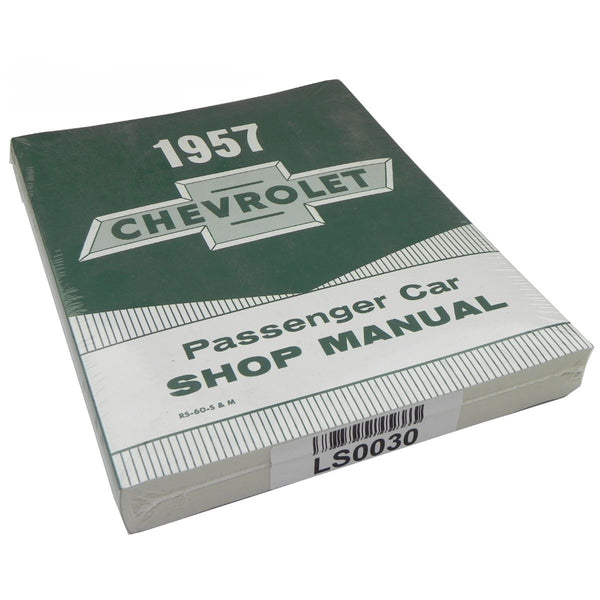 1957
CHEVROLET
Passenger Car
SHOP MANUAL
RS-60-S & M
LS0030